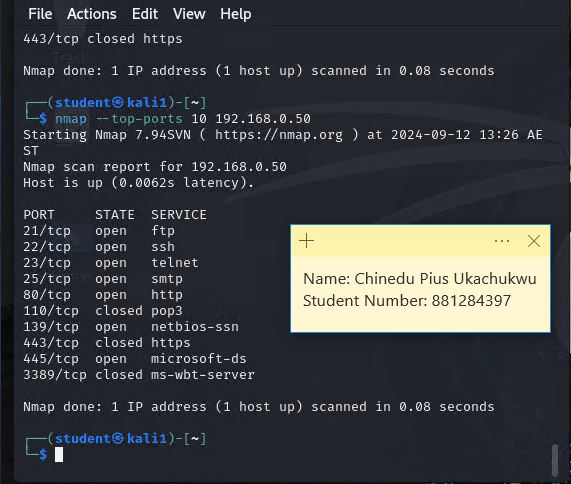 File Actions Edit View Help
443/tcp closed https
Nmap done: 1 IP address (1 host up) scanned in 0.08 seconds
┌──(student㉿kali1)-[~]
└─$ nmap --top-ports 10 192.168.0.50
Starting Nmap 7.94SVN ( https://nmap.org ) at 2024-09-12 13:26 AE
ST
Nmap scan report for 192.168.0.50
Host is up (0.0062s latency).
PORT STATE SERVICE
21/tcp open ftp
22/tcp open ssh
23/tcp open telnet
25/tcp open smtp
80/tcp open http
110/tcp closed pop3
139/tcp open netbios-ssn
443/tcp closed https
445/tcp open microsoft-ds
3389/tcp closed ms-wbt-server
Nmap done: 1 IP address (1 host up) scanned in 0.08 seconds
┌──(student㉿kali1)-[~]
└─$
Name: Chinedu Pius Ukachukwu
Student Number: 881284397